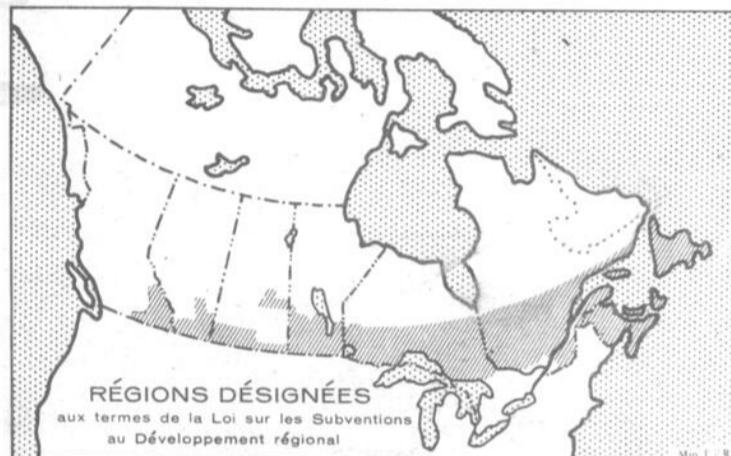 RÉGIONS DÉSIGNÉES
aux termes de la Loi sur les Subventions
au Développement régional